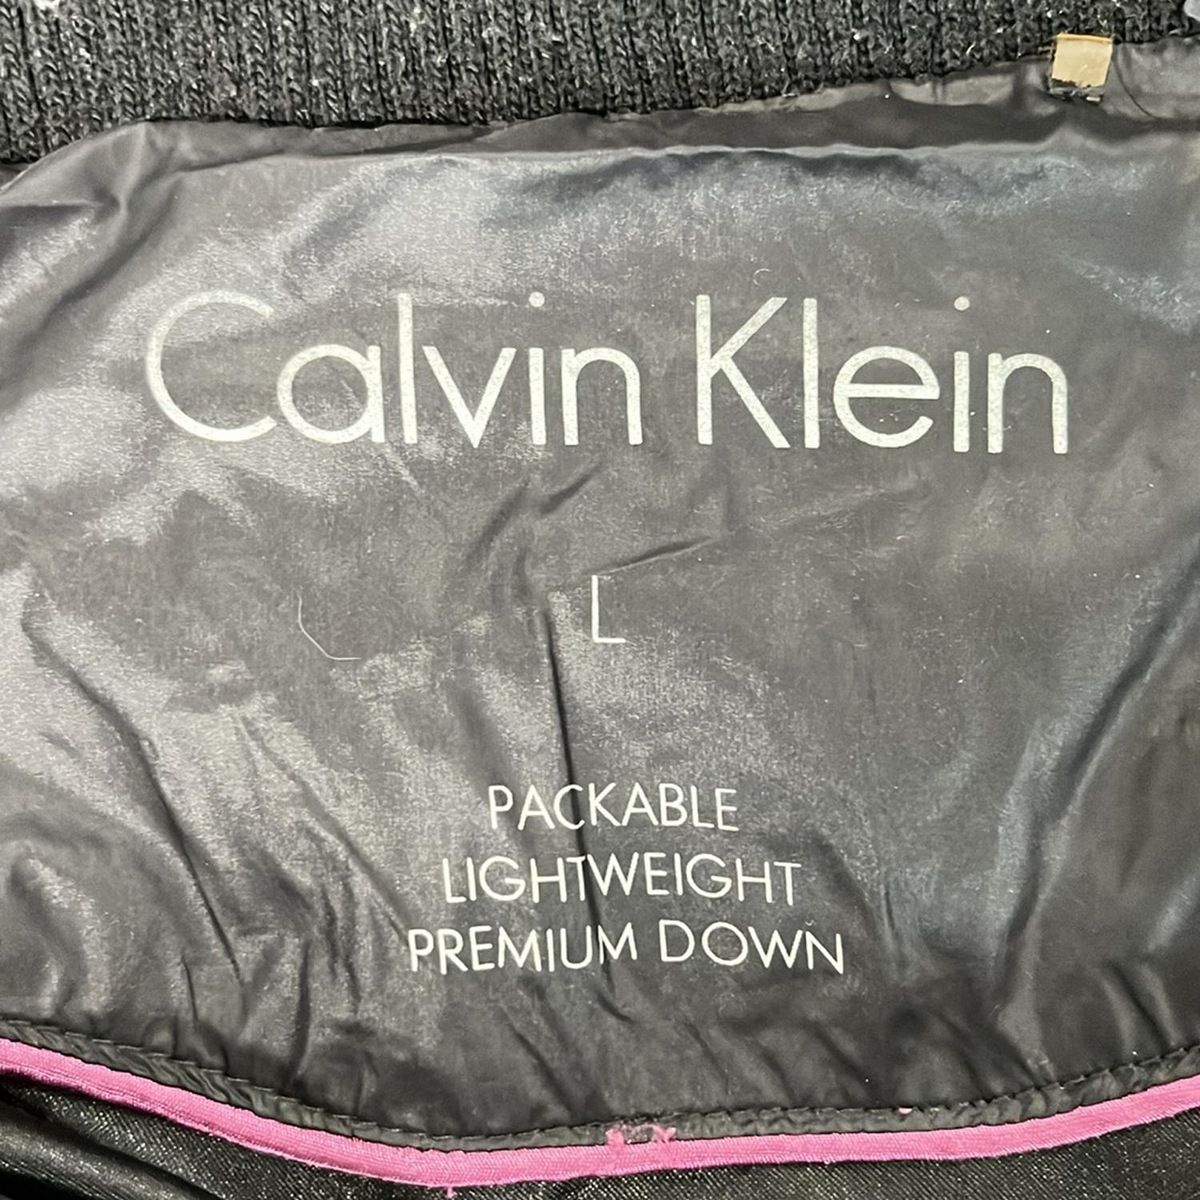 Calvin Klein
L
PACKABLE
LIGHTWEIGHT
PREMIUM DOWN